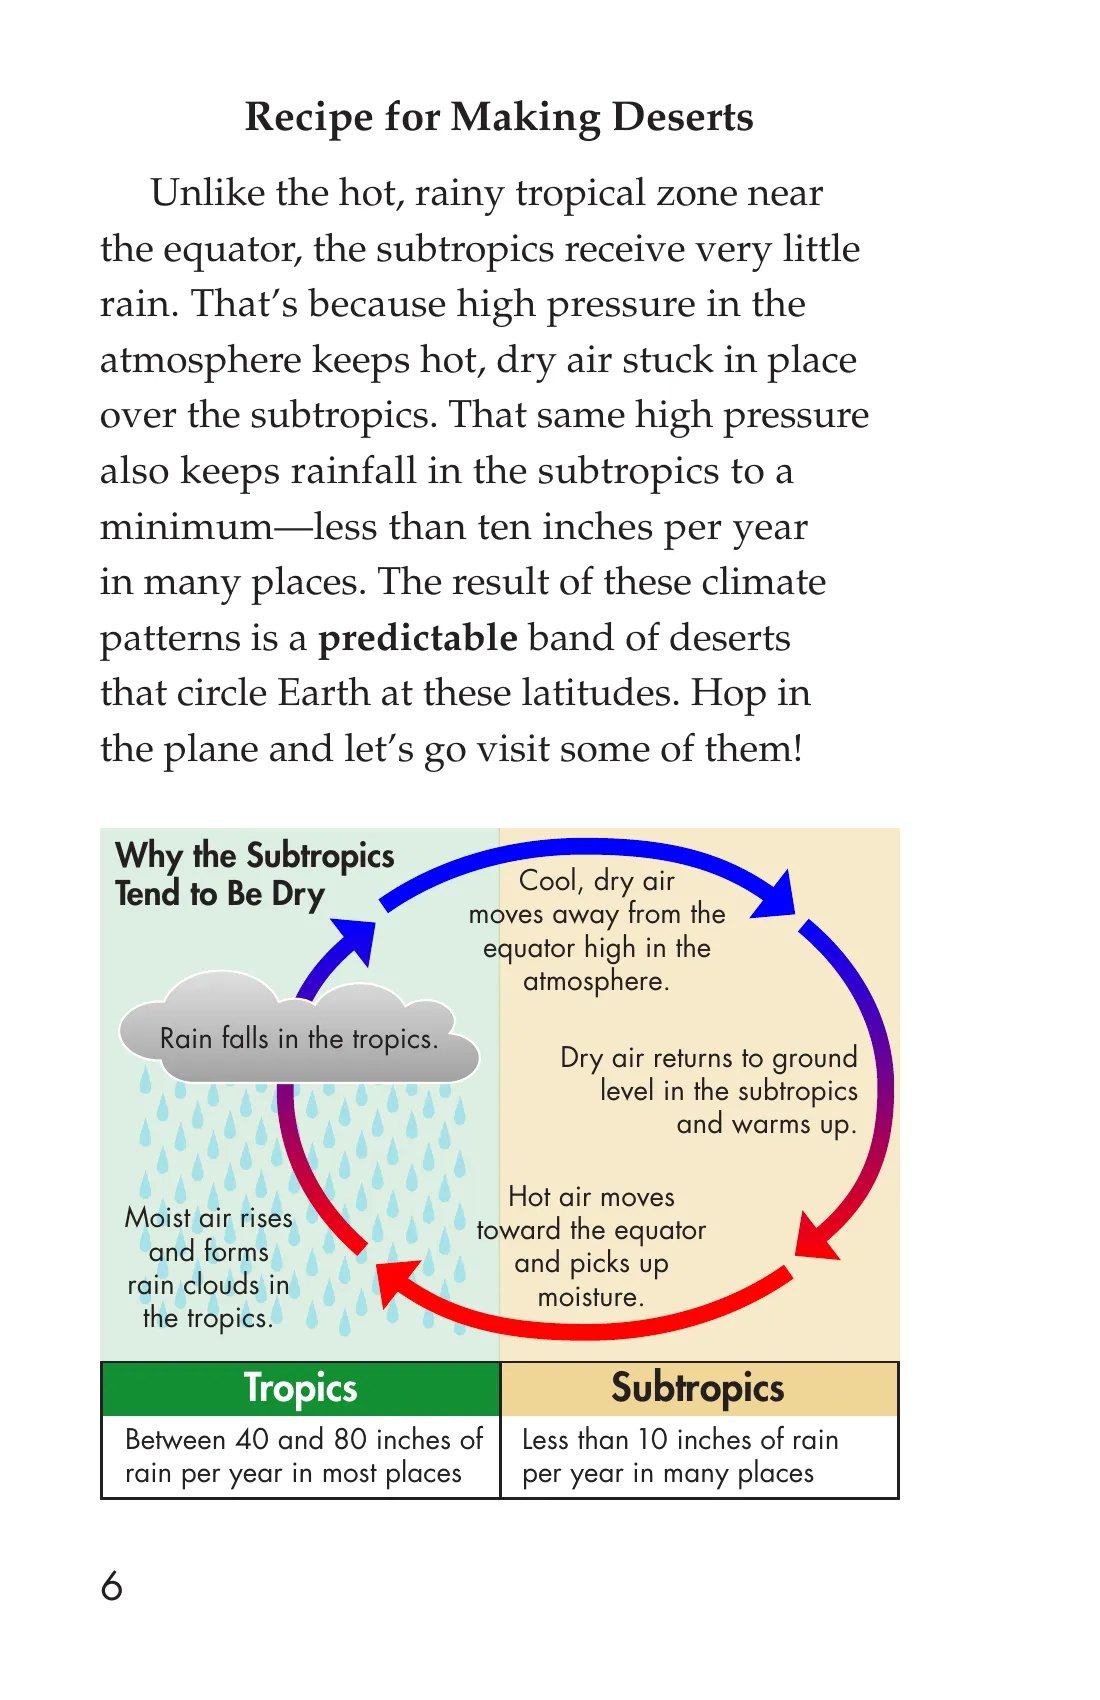 Recipe for Making Deserts
Unlike the hot, rainy tropical zone near
the equator, the subtropics receive very little
rain. That’s because high pressure in the
atmosphere keeps hot, dry air stuck in place
over the subtropics. That same high pressure
also keeps rainfall in the subtropics to a
minimum—less than ten inches per year
in many places. The result of these climate
patterns is a predictable band of deserts
that circle Earth at these latitudes. Hop in
the plane and let’s go visit some of them!
Why the Subtropics
Tend to Be Dry
Cool, dry air
moves away from the
equator high in the
atmosphere.
Rain falls in the tropics.
Dry air returns to ground
level in the subtropics
and warms up.
Hot air moves
toward the equator
and picks up
moisture.
Moist air rises
and forms
rain clouds in
the tropics.
Tropics
Subtropics
Between 40 and 80 inches of
rain per year in most places
Less than 10 inches of rain
per year in many places
6